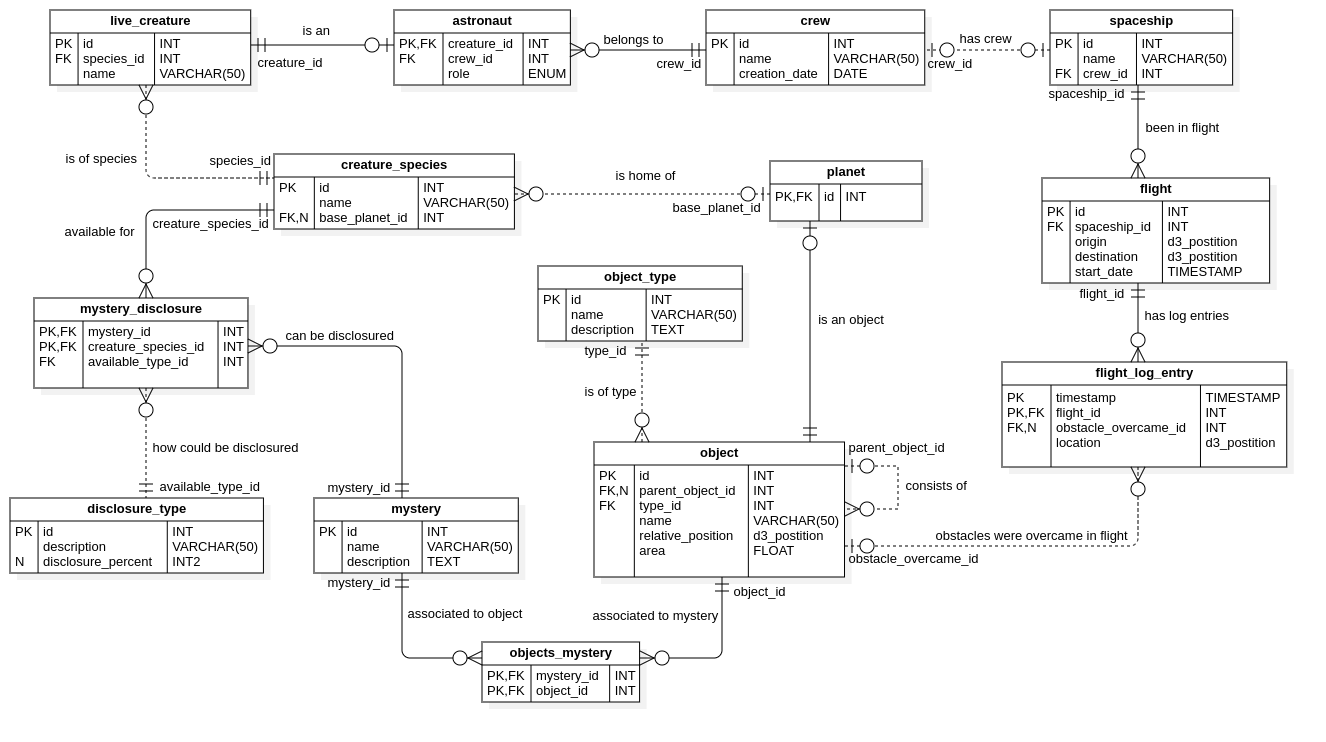 live_creature
PK id INT
FK species_id INT
name VARCHAR(50)
is an
creature_id
astronaut
PK,FK creature_id INT
FK crew_id INT
role ENUM
belongs to
crew_id
crew
PK id INT
name VARCHAR(50)
creation_date DATE
has crew
crew_id
spaceship
PK id INT
name VARCHAR(50)
FK crew_id INT
spaceship_id
been in flight
is of species
species_id
creature_species
PK id INT
name VARCHAR(50)
FK,N base_planet_id INT
is home of
base_planet_id
planet
PK,FK id INT
flight
PK id INT
FK spaceship_id INT
origin d3_postition
destination d3_postition
start_date TIMESTAMP
flight_id
has log entries
available for
creature_species_id
mystery_disclosure
PK,FK mystery_id INT
PK,FK creature_species_id INT
FK available_type_id INT
can be disclosured
object_type
PK id INT
name VARCHAR(50)
description TEXT
type_id
is of type
is an object
flight_log_entry
PK timestamp TIMESTAMP
PK,FK flight_id INT
FK,N obstacle_overcame_id INT
location d3_postition
how could be disclosured
available_type_id
disclosure_type
PK id INT
description VARCHAR(50)
N disclosure_percent INT2
mystery_id
mystery
PK id INT
name VARCHAR(50)
description TEXT
mystery_id
associated to object
object
PK id INT
FK,N parent_object_id INT
FK type_id INT
name VARCHAR(50)
relative_position d3_postition
area FLOAT
parent_object_id
consists of
obstacles were overcame in flight
obstacle_overcame_id
object_id
associated to mystery
objects_mystery
PK,FK mystery_id INT
PK,FK object_id INT